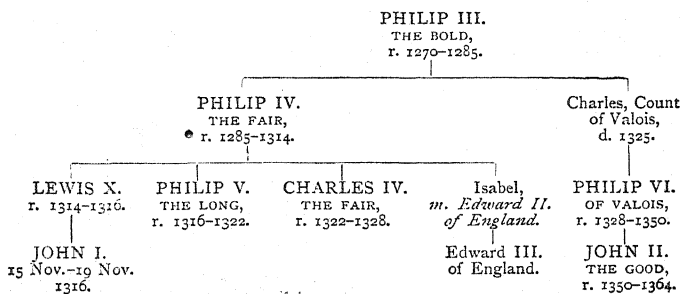 PHILIP III.
THE BOLD,
r. 1270–1285.
PHILIP IV.
THE FAIR,
r. 1285–1314.
Charles, Count
of Valois,
d. 1325.
LEWIS X.
r. 1314–1316.
PHILIP V.
THE LONG,
r. 1316–1322.
CHARLES IV.
THE FAIR,
r. 1322–1328.
Isabel,
m. Edward II.
of England.
PHILIP VI.
OF VALOIS,
r. 1328–1350.
JOHN I.
15 Nov.–19 Nov.
1316.
Edward III.
of England.
JOHN II.
THE GOOD,
r. 1350–1364.